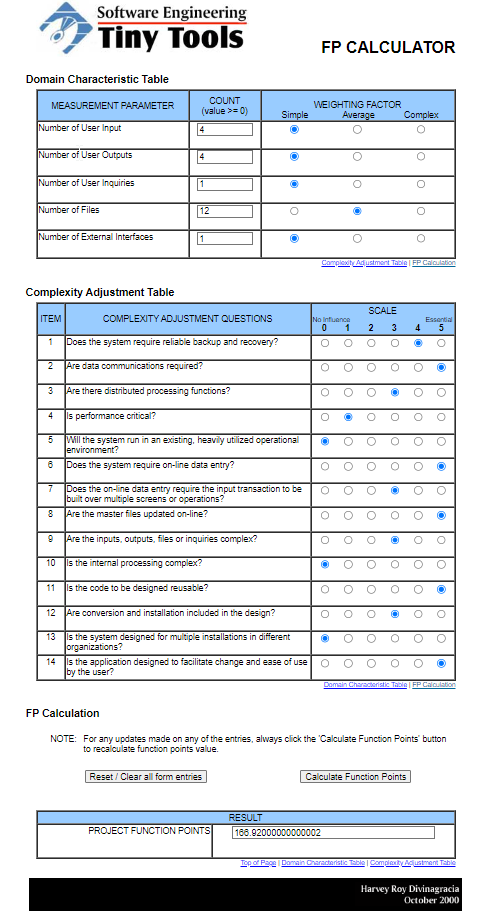 Software Engineering
Tiny Tools
FP CALCULATOR
Domain Characteristic Table
MEASUREMENT PARAMETER
COUNT
(value >= 0)
WEIGHTING FACTOR
Simple Average Complex
Number of User Input 4
Number of User Outputs 4
Number of User Inquiries 1
Number of Files 12
Number of External Interfaces 1
Complexity Adjustment Table | FP Calculation
Complexity Adjustment Table
ITEM COMPLEXITY ADJUSTMENT QUESTIONS
SCALE
No Influence Essential
0 1 2 3 4 5
1 Does the system require reliable backup and recovery?
2 Are data communications required?
3 Are there distributed processing functions?
4 Is performance critical?
5 Will the system run in an existing, heavily utilized operational
environment?
6 Does the system require on-line data entry?
7 Does the on-line data entry require the input transaction to be
built over multiple screens or operations?
8 Are the master files updated on-line?
9 Are the inputs, outputs, files or inquiries complex?
10 Is the internal processing complex?
11 Is the code to be designed reusable?
12 Are conversion and installation included in the design?
13 Is the system designed for multiple installations in different
organizations?
14 Is the application designed to facilitate change and ease of use
by the user?
Domain Characteristic Table | FP Calculation
FP Calculation
NOTE: For any updates made on any of the entries, always click the 'Calculate Function Points' button
to recalculate function points value.
Reset / Clear all form entries Calculate Function Points
RESULT
PROJECT FUNCTION POINTS 166.92000000000002
Top of Page | Domain Characteristic Table | Complexity Adjustment Table
Harvey Roy Divinagracia
October 2000